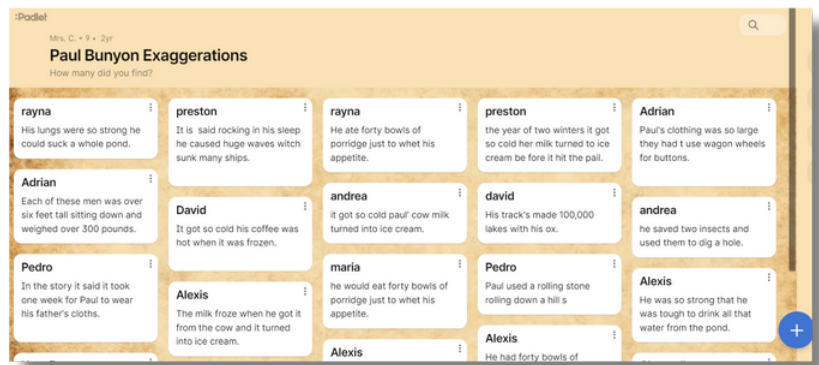 :Padlet
Mrs. C. + 9 • 2yr
Paul Bunyon Exaggerations
How many did you find?
rayna
His lungs were so strong he
could suck a whole pond.
Adrian
Each of these men was over
six feet tall sitting down and
weighed over 300 pounds.
Pedro
In the story it said it took
one week for Paul to wear
his father's cloths.
preston
It is said rocking in his sleep
he caused huge waves witch
sunk many ships.
David
It got so cold his coffee was
hot when it was frozen.
Alexis
The milk froze when he got it
from the cow and it turned
into ice cream.
rayna
He ate forty bowls of
porridge just to whet his
appetite.
andrea
it got so cold paul' cow milk
turned into ice cream.
maria
he would eat forty bowls of
porridge just to whet his
appetite.
Alexis
preston
the year of two winters it got
so cold her milk turned to ice
cream be fore it hit the pail.
david
His track's made 100,000
lakes with his ox.
Pedro
Paul used a rolling stone
rolling down a hill s
Alexis
He had forty bowls of
Adrian
Paul's clothing was so large
they had t use wagon wheels
for buttons.
andrea
he saved two insects and
used them to dig a hole.
Alexis
He was so strong that he
was tough to drink all that
water from the pond.